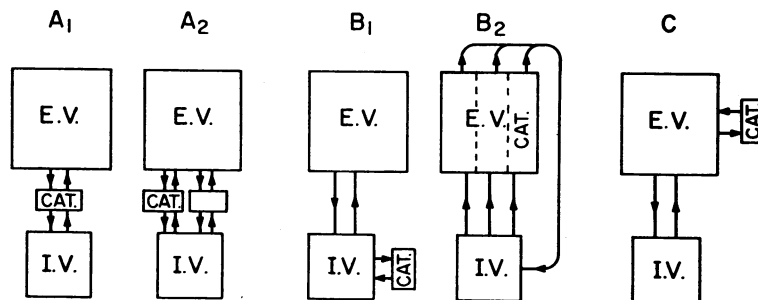 A₁ A₂ B₁ B₂ C
E.V. E.V. E.V. E.V. CAT. E.V. CAT.
CAT. CAT.
I.V. I.V. I.V. CAT. I.V. I.V.